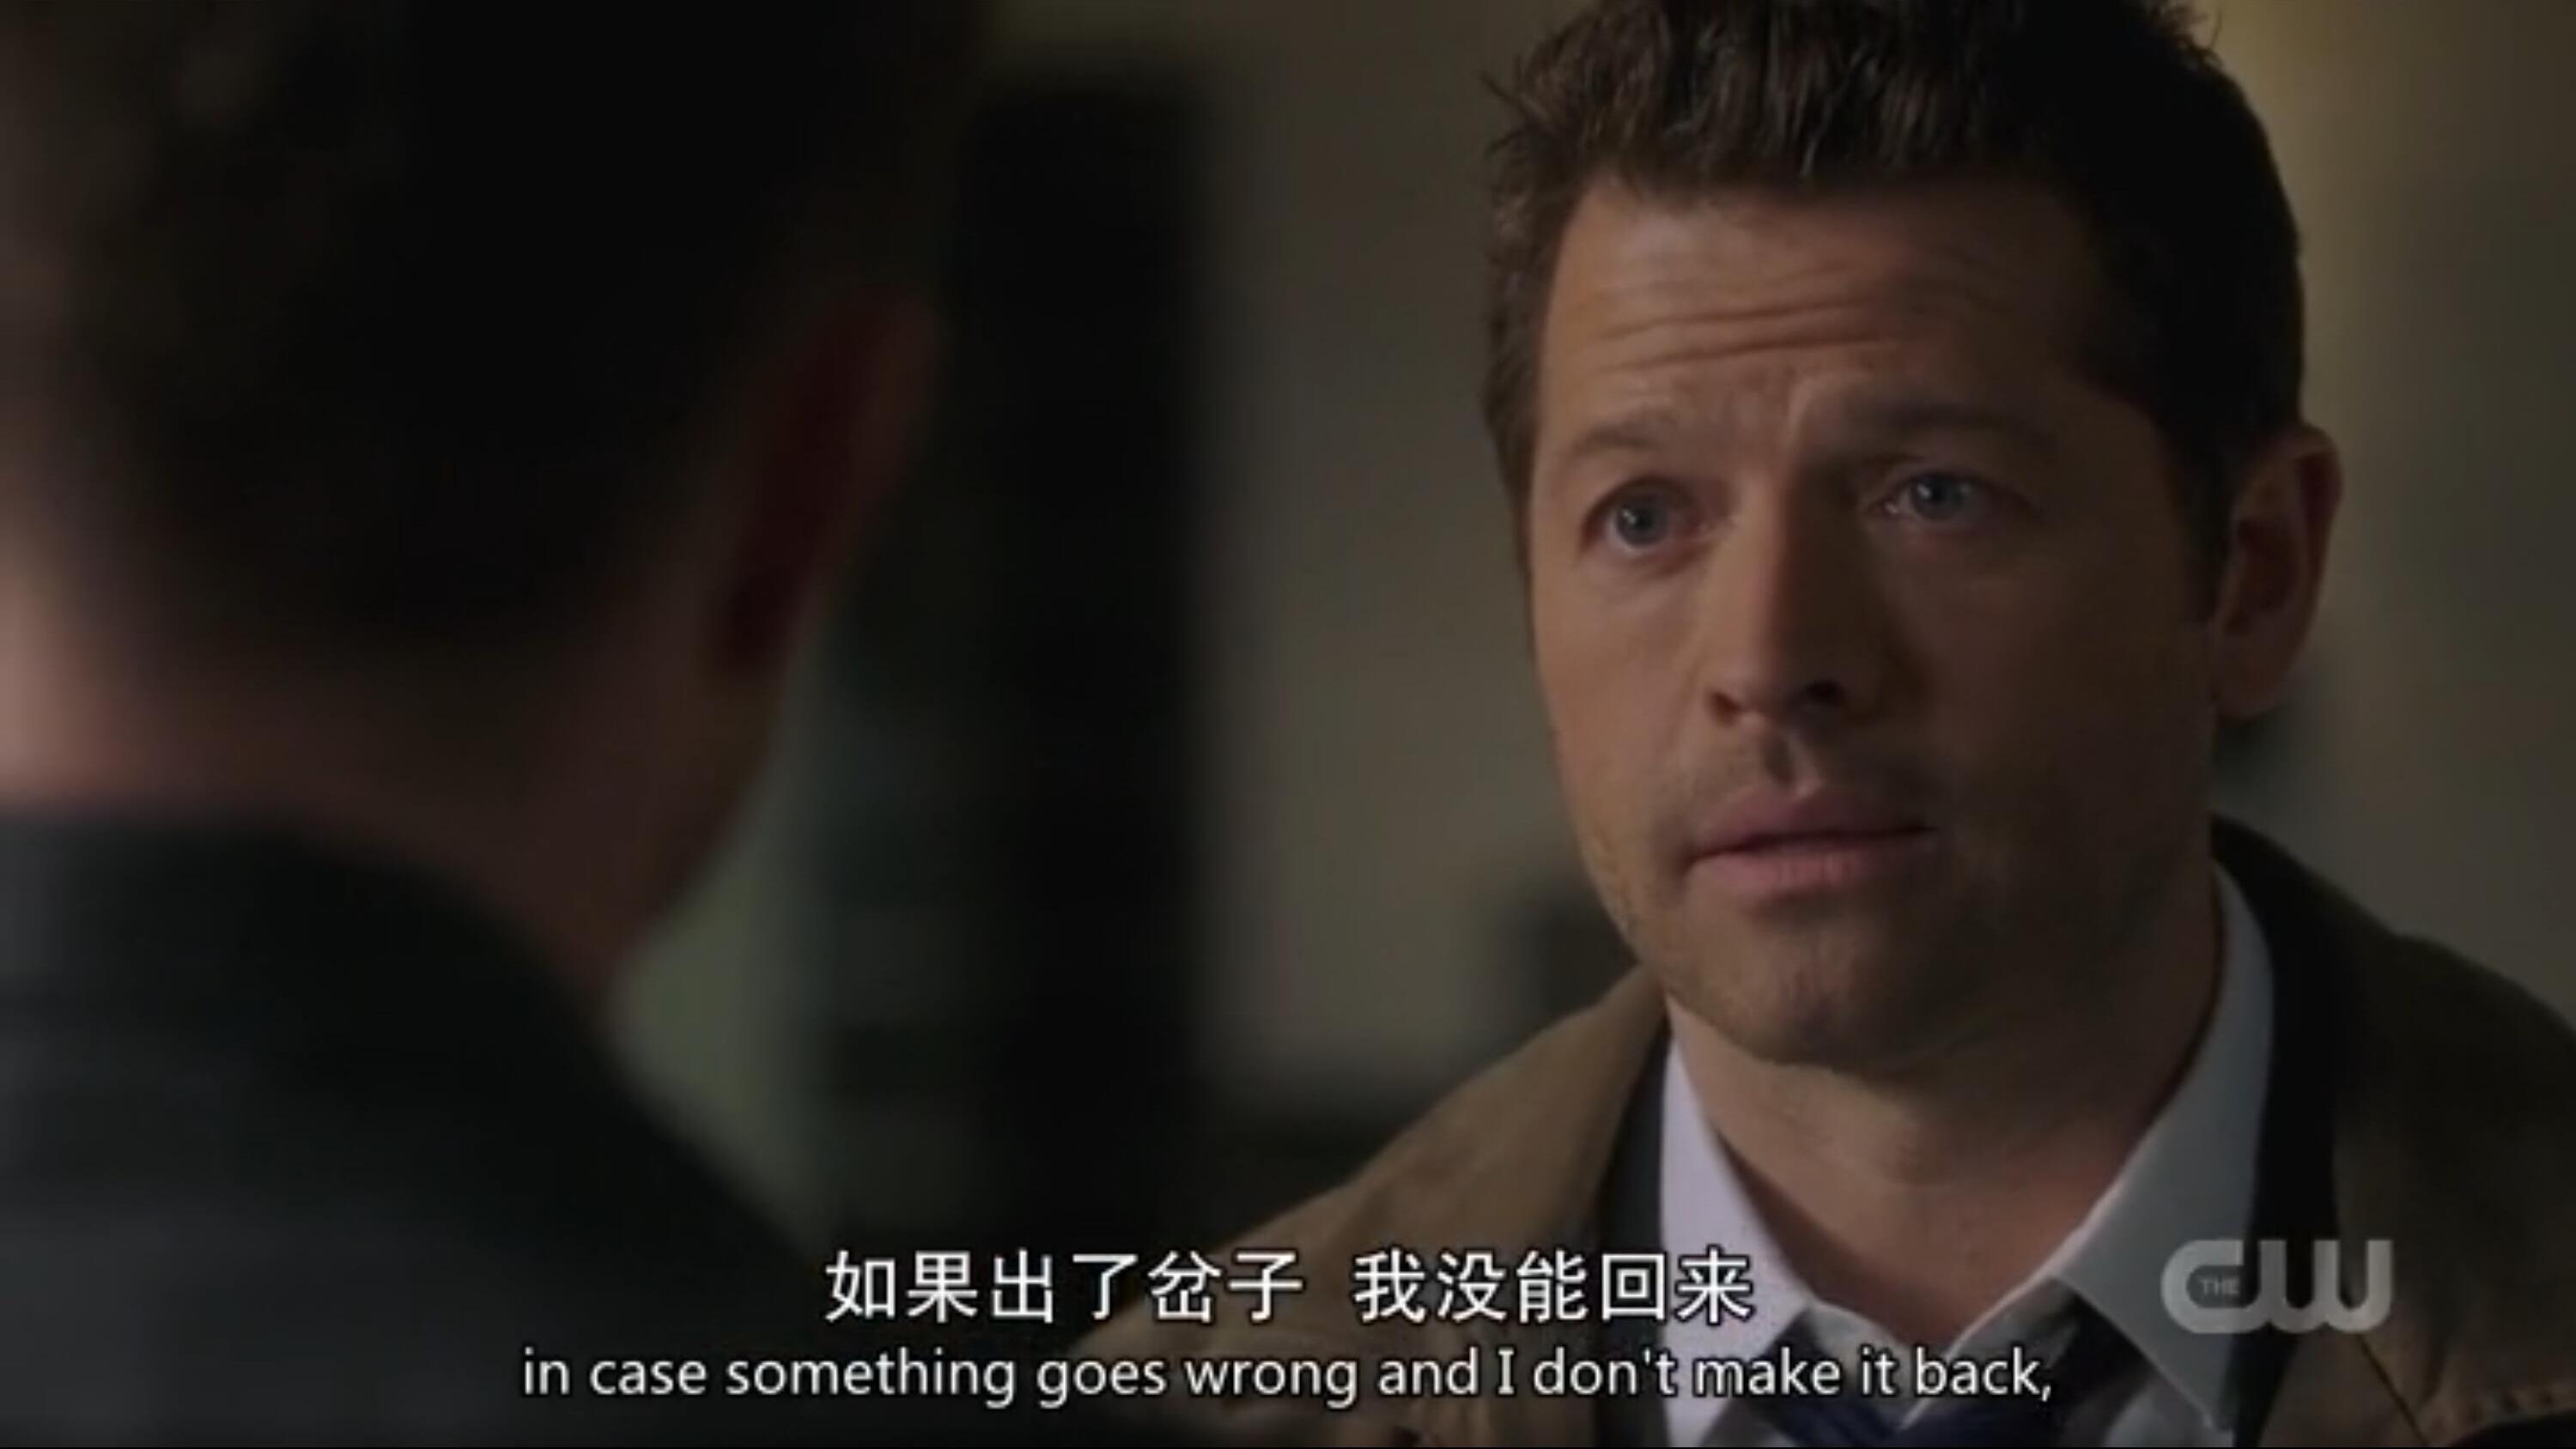 如果出了岔子 我没能回来
in case something goes wrong and I don't make it back,
THE CW